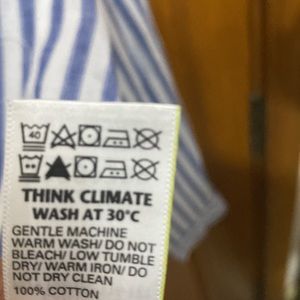 40
THINK CLIMATE
WASH AT 30°C
GENTLE MACHINE
WARM WASH/ DO NOT
BLEACH/ LOW TUMBLE
DRY/ WARM IRON/ DO
NOT DRY CLEAN
100% COTTON